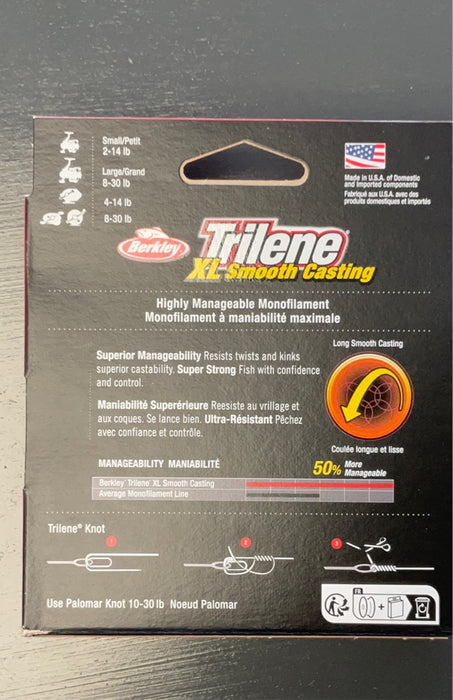 Small/Petit
2-14 lb
Large/Grand
8-30 lb
4-14 lb
8-30 lb
Made in U.S.A. of Domestic
and Imported components
Fabriqué aux U.S.A. avec des
produits domestiques et importés
Berkley
Trilene®
XL Smooth Casting
Highly Manageable Monofilament
Monofilament à maniabilité maximale
Superior Manageability Resists twists and kinks
superior castability. Super Strong Fish with confidence
and control.
Maniabilité Supérieure Reesiste au vrillage et
aux coques. Se lance bien. Ultra-Résistant Pêchez
avec confiance et contrôle.
Long Smooth Casting
Coulée longue et lisse
MANAGEABILITY MANIABILITÉ
50% More
Manageable
Berkley® Trilene® XL Smooth Casting
Average Monofilament Line
Trilene® Knot
1
2
3
Use Palomar Knot 10-30 lb Noeud Palomar
FR
+